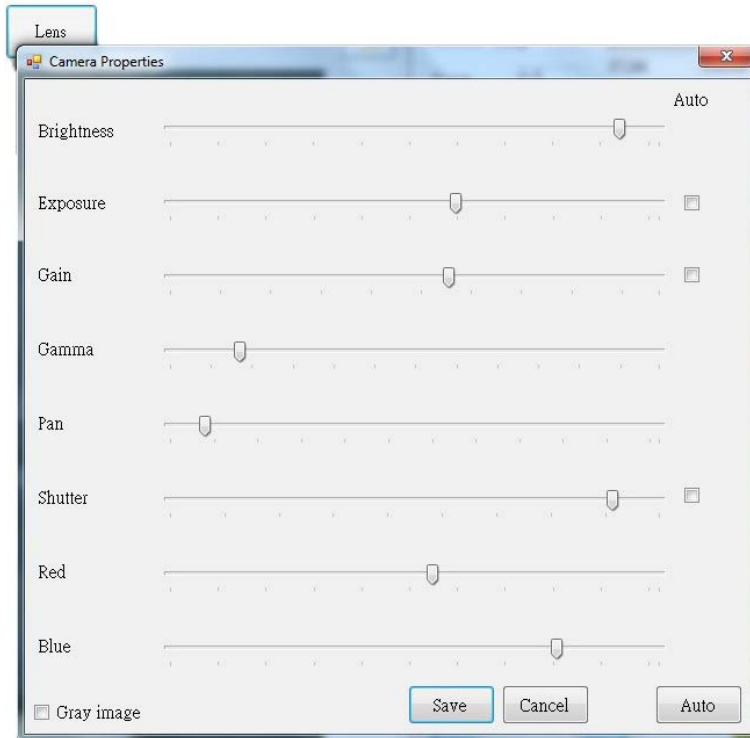 Lens
Camera Properties
Auto
Brightness
Exposure
Gain
Gamma
Pan
Shutter
Red
Blue
Gray image Save Cancel Auto